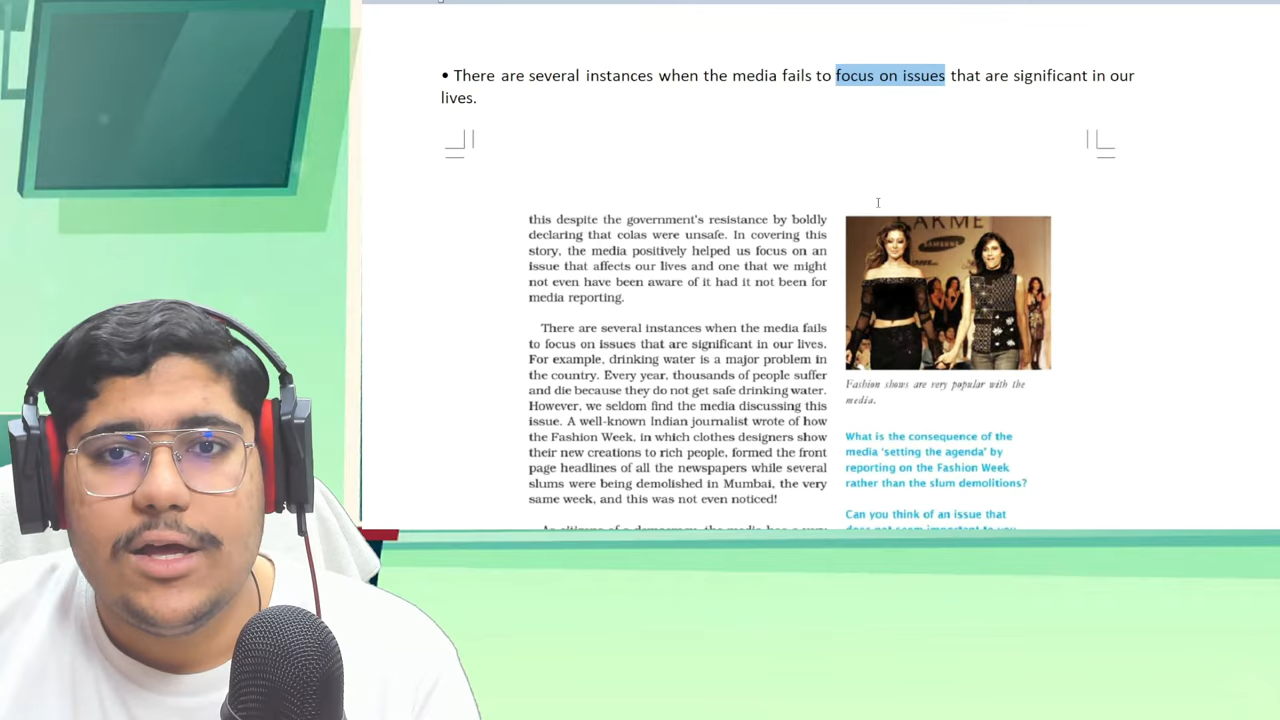 • There are several instances when the media fails to focus on issues that are significant in our
lives.
this despite the government's resistance by boldly
declaring that colas were unsafe. In covering this
story, the media positively helped us focus on an
issue that affects our lives and one that we might
not even have been aware of it had it not been for
media reporting.
There are several instances when the media fails
to focus on issues that are significant in our lives.
For example, drinking water is a major problem in
the country. Every year, thousands of people suffer
and die because they do not get safe drinking water.
However, we seldom find the media discussing this
issue. A well-known Indian journalist wrote of how
the Fashion Week, in which clothes designers show
their new creations to rich people, formed the front
page headlines of all the newspapers while several
slums were being demolished in Mumbai, the very
same week, and this was not even noticed!
LAKME
SAMSUNG
Fashion shows are very popular with the
media.
What is the consequence of the
media 'setting the agenda' by
reporting on the Fashion Week
rather than the slum demolitions?
Can you think of an issue that